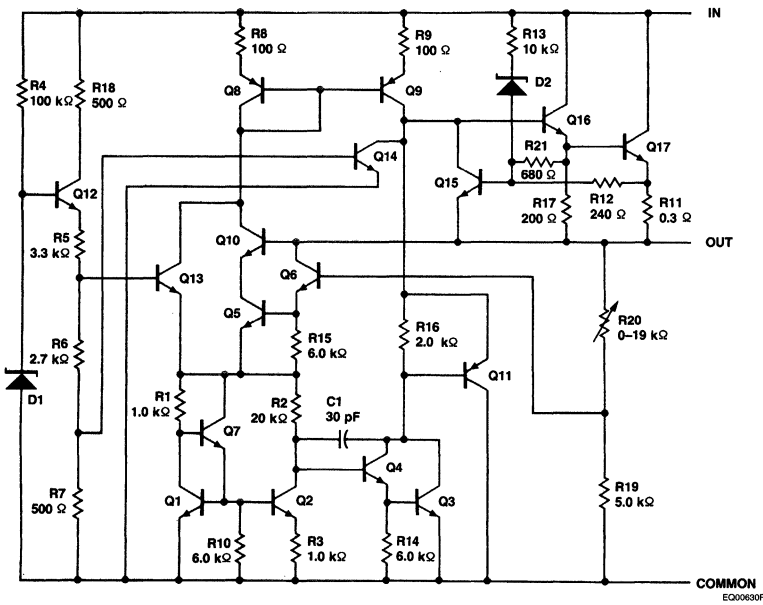 IN
R8
100 Ω
R9
100 Ω
R13
10 kΩ
R4
100 kΩ
R18
500 Ω
Q8
Q9
D2
Q16
Q17
Q14
R21
680 Ω
Q12
Q15
R12
240 Ω
R17
200 Ω
R11
0.3 Ω
R5
3.3 kΩ
Q10
OUT
Q13
Q6
R6
2.7 kΩ
Q5
R15
6.0 kΩ
R16
2.0 kΩ
R20
0–19 kΩ
Q11
D1
R1
1.0 kΩ
R2
20 kΩ
C1
30 pF
Q7
Q4
R7
500 Ω
Q1
Q2
Q3
R19
5.0 kΩ
R10
6.0 kΩ
R3
1.0 kΩ
R14
6.0 kΩ
COMMON
EQ00630F